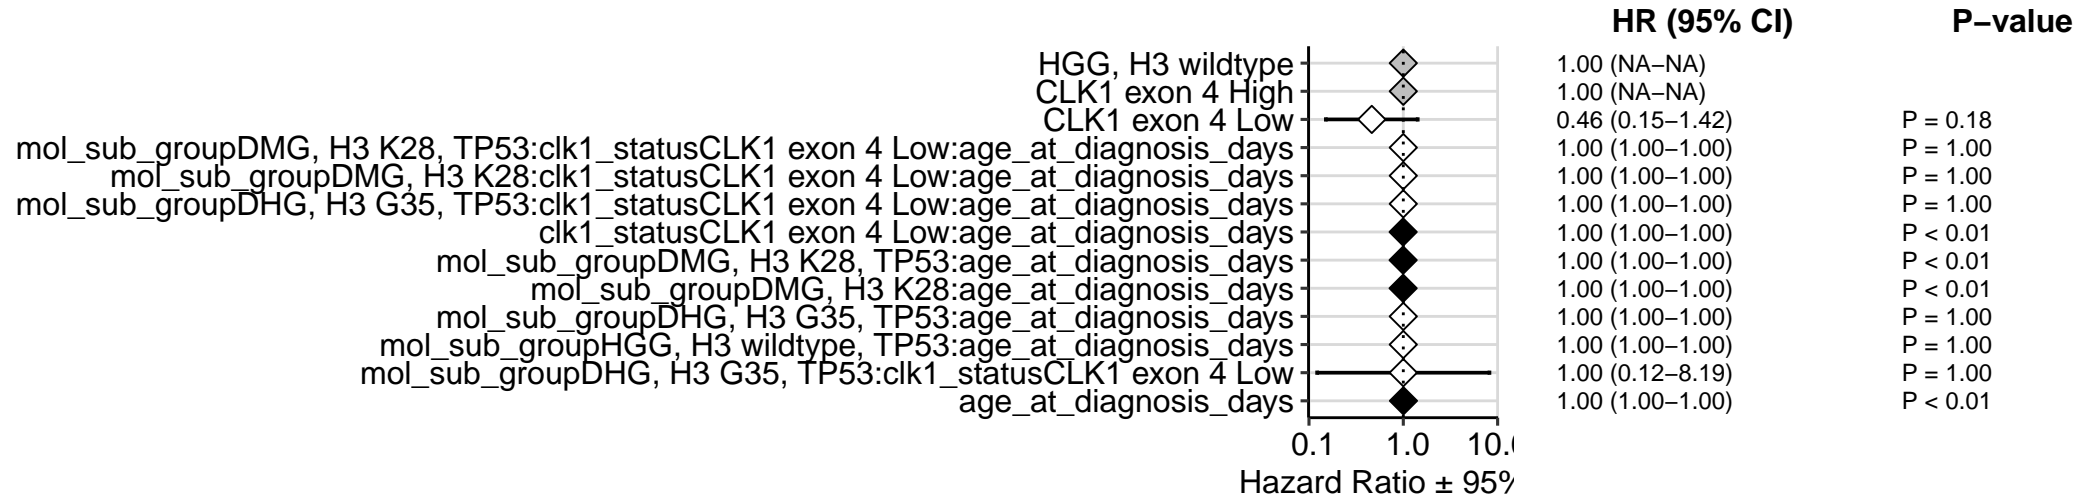 HR (95% CI) P−value
HGG, H3 wildtype 1.00 (NA−NA)
CLK1 exon 4 High 1.00 (NA−NA)
CLK1 exon 4 Low 0.46 (0.15−1.42) P = 0.18
mol_sub_groupDMG, H3 K28, TP53:clk1_statusCLK1 exon 4 Low:age_at_diagnosis_days 1.00 (1.00−1.00) P = 1.00
mol_sub_groupDMG, H3 K28:clk1_statusCLK1 exon 4 Low:age_at_diagnosis_days 1.00 (1.00−1.00) P = 1.00
mol_sub_groupDHG, H3 G35, TP53:clk1_statusCLK1 exon 4 Low:age_at_diagnosis_days 1.00 (1.00−1.00) P = 1.00
clk1_statusCLK1 exon 4 Low:age_at_diagnosis_days 1.00 (1.00−1.00) P < 0.01
mol_sub_groupDMG, H3 K28, TP53:age_at_diagnosis_days 1.00 (1.00−1.00) P < 0.01
mol_sub_groupDMG, H3 K28:age_at_diagnosis_days 1.00 (1.00−1.00) P < 0.01
mol_sub_groupDHG, H3 G35, TP53:age_at_diagnosis_days 1.00 (1.00−1.00) P = 1.00
mol_sub_groupHGG, H3 wildtype, TP53:age_at_diagnosis_days 1.00 (1.00−1.00) P = 1.00
mol_sub_groupDHG, H3 G35, TP53:clk1_statusCLK1 exon 4 Low 1.00 (0.12−8.19) P = 1.00
age_at_diagnosis_days 1.00 (1.00−1.00) P < 0.01
0.1 1.0 10.0
Hazard Ratio ± 95%